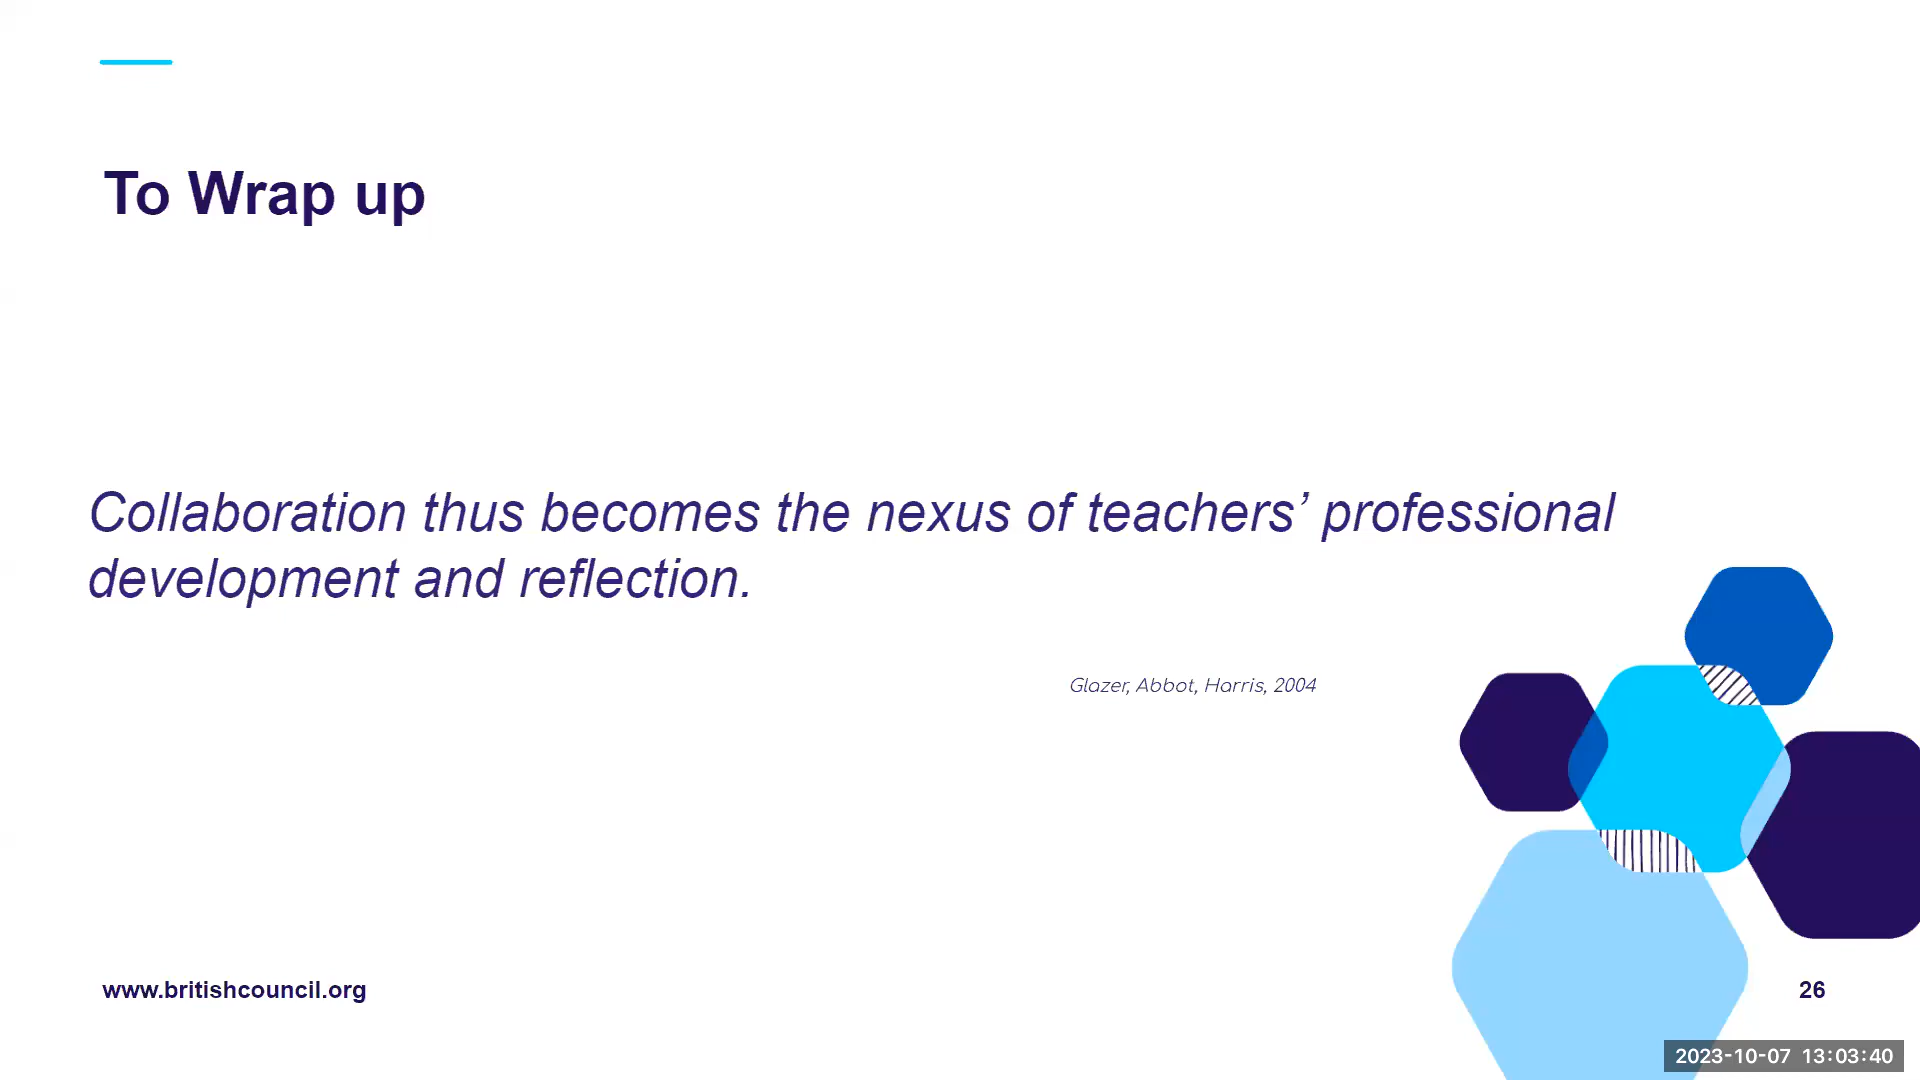 To Wrap up
Collaboration thus becomes the nexus of teachers’ professional
development and reflection.
Glazer, Abbot, Harris, 2004
www.britishcouncil.org
26
2023-10-07 13:03:40